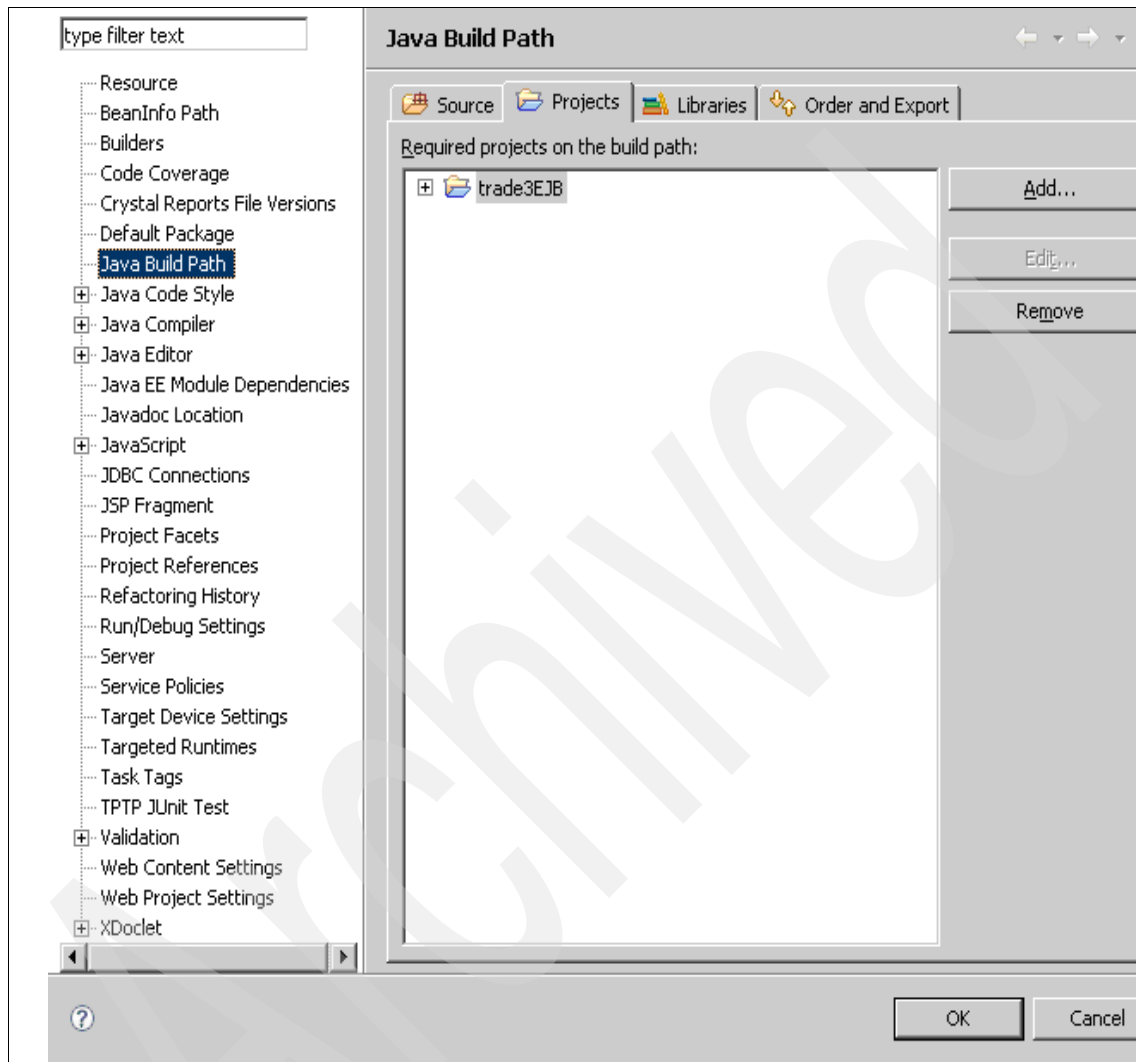 type filter text
Resource
BeanInfo Path
Builders
Code Coverage
Crystal Reports File Versions
Default Package
Java Build Path
Java Code Style
Java Compiler
Java Editor
Java EE Module Dependencies
Javadoc Location
JavaScript
JDBC Connections
JSP Fragment
Project Facets
Project References
Refactoring History
Run/Debug Settings
Server
Service Policies
Target Device Settings
Targeted Runtimes
Task Tags
TPTP JUnit Test
Validation
Web Content Settings
Web Project Settings
XDoclet
Java Build Path
Source Projects Libraries Order and Export
Required projects on the build path:
trade3EJB
Add...
Edit...
Remove
OK Cancel
Archived